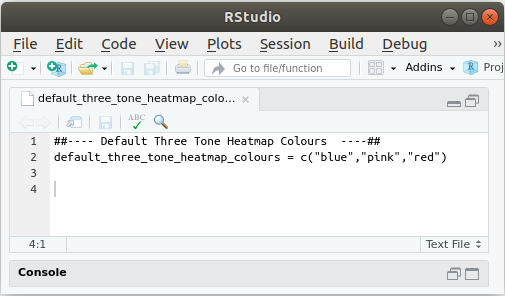 RStudio
File Edit Code View Plots Session Build Debug »
Go to file/function Addins Proj
default_three_tone_heatmap_colo...
ABC
1 ##---- Default Three Tone Heatmap Colours ----##
2 default_three_tone_heatmap_colours = c("blue","pink","red")
3
4
4:1 Text File
Console